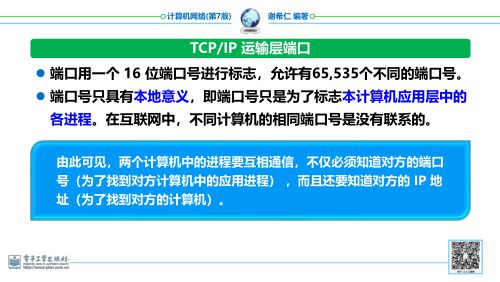 计算机网络(第7版)
谢希仁 编著
TCP/IP 运输层端口
端口用一个 16 位端口号进行标志，允许有65,535个不同的端口号。
端口号只具有本地意义，即端口号只是为了标志本计算机应用层中的
各进程。在互联网中，不同计算机的相同端口号是没有联系的。
由此可见，两个计算机中的进程要互相通信，不仅必须知道对方的端口
号（为了找到对方计算机中的应用进程） ，而且还要知道对方的 IP 地
址（为了找到对方的计算机）。
电子工业出版社
http://www.phei.com.cn